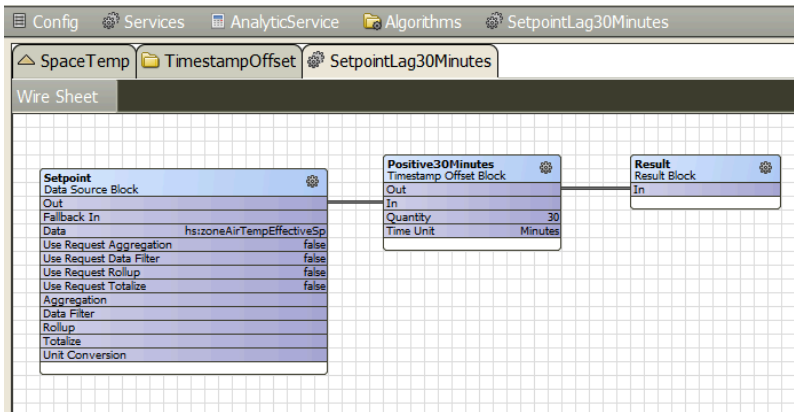 Config Services AnalyticService Algorithms SetpointLag30Minutes
SpaceTemp TimestampOffset SetpointLag30Minutes
Wire Sheet
Setpoint
Data Source Block
Out
Fallback In
Data hs:zoneAirTempEffectiveSp
Use Request Aggregation false
Use Request Data Filter false
Use Request Rollup false
Use Request Totalize false
Aggregation
Data Filter
Rollup
Totalize
Unit Conversion
Positive30Minutes
Timestamp Offset Block
Out
In
Quantity 30
Time Unit Minutes
Result
Result Block
In